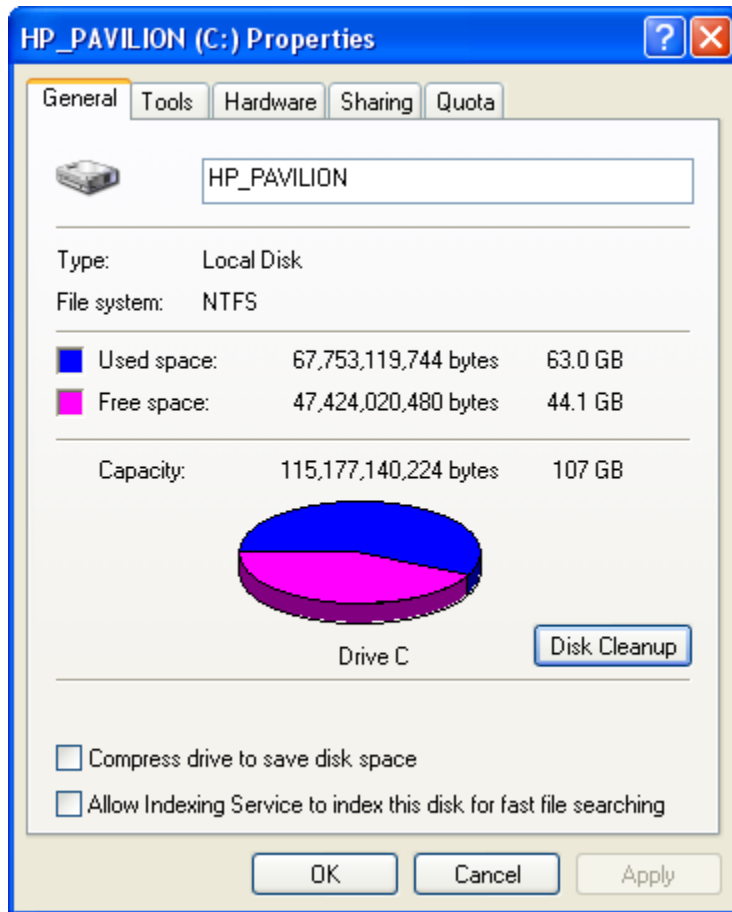 HP_PAVILION (C:) Properties
General Tools Hardware Sharing Quota
HP_PAVILION
Type: Local Disk
File system: NTFS
Used space: 67,753,119,744 bytes 63.0 GB
Free space: 47,424,020,480 bytes 44.1 GB
Capacity: 115,177,140,224 bytes 107 GB
Drive C
Disk Cleanup
Compress drive to save disk space
Allow Indexing Service to index this disk for fast file searching
OK Cancel Apply